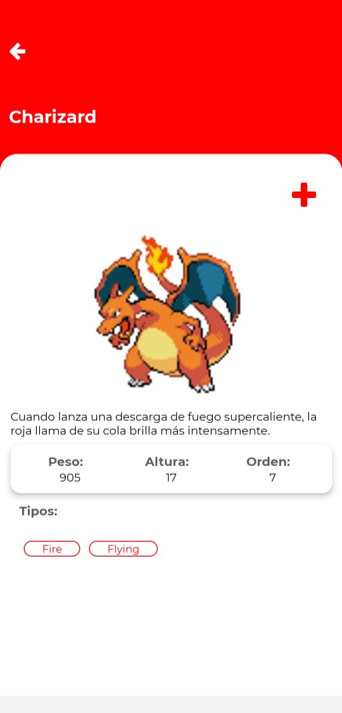 Charizard
Cuando lanza una descarga de fuego supercaliente, la
roja llama de su cola brilla más intensamente.
Peso: Altura: Orden:
905 17 7
Tipos:
Fire Flying